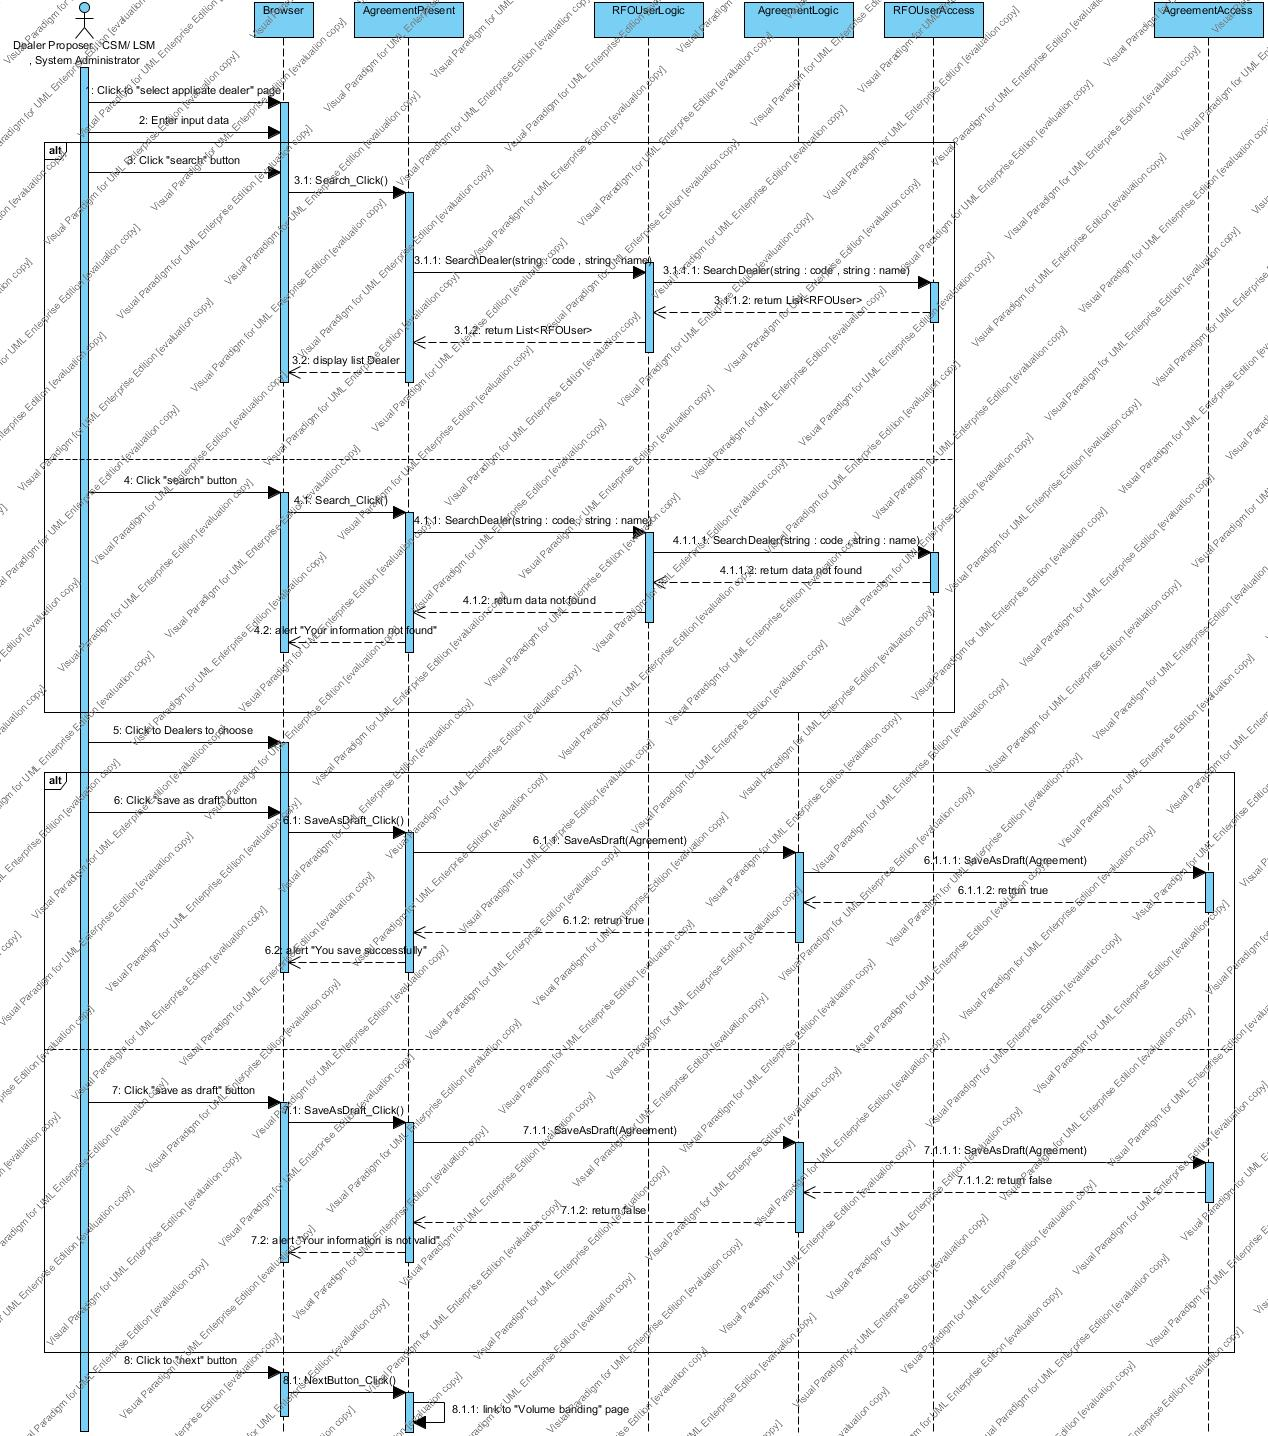 Browser
AgreementPresent
RFOUserLogic
AgreementLogic
RFOUserAccess
AgreementAccess
Dealer Proposer, CSM/ LSM
, System Administrator
1: Click to "select applicate dealer" page
2: Enter input data
alt
3: Click "search" button
3.1: Search_Click()
3.1.1: SearchDealer(string : code , string : name)
3.1.1.1: SearchDealer(string : code , string : name)
3.1.1.2: return List<RFOUser>
3.1.2: return List<RFOUser>
3.2: display list Dealer
4: Click "search" button
4.1: Search_Click()
4.1.1: SearchDealer(string : code , string : name)
4.1.1.1: SearchDealer(string : code , string : name)
4.1.1.2: return data not found
4.1.2: return data not found
4.2: alert "Your information not found"
5: Click to Dealers to choose
alt
6: Click "save as draft" button
6.1: SaveAsDraft_Click()
6.1.1: SaveAsDraft(Agreement)
6.1.1.1: SaveAsDraft(Agreement)
6.1.1.2: retrun true
6.1.2: retrun true
6.2: alert "You save successfully"
7: Click "save as draft" button
7.1: SaveAsDraft_Click()
7.1.1: SaveAsDraft(Agreement)
7.1.1.1: SaveAsDraft(Agreement)
7.1.1.2: return false
7.1.2: return false
7.2: alert "Your information is not valid"
8: Click to "next" button
8.1: NextButton_Click()
8.1.1: link to "Volume banding" page
Visual Paradigm for UML Enterprise Edition [evaluation copy]